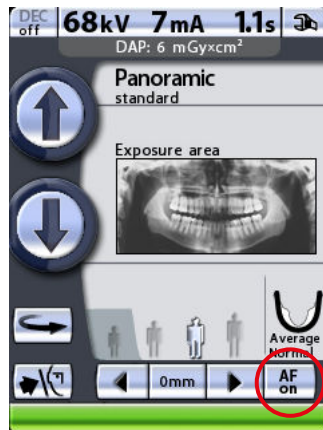 DEC
off
68kV 7mA 1.1s
DAP: 6 mGy×cm²
Panoramic
standard
Exposure area
Average
Normal
0mm
AF
on